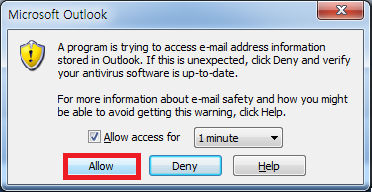 Microsoft Outlook
A program is trying to access e-mail address information
stored in Outlook. If this is unexpected, click Deny and verify
your antivirus software is up-to-date.
For more information about e-mail safety and how you might
be able to avoid getting this warning, click Help.
Allow access for 1 minute
Allow Deny Help